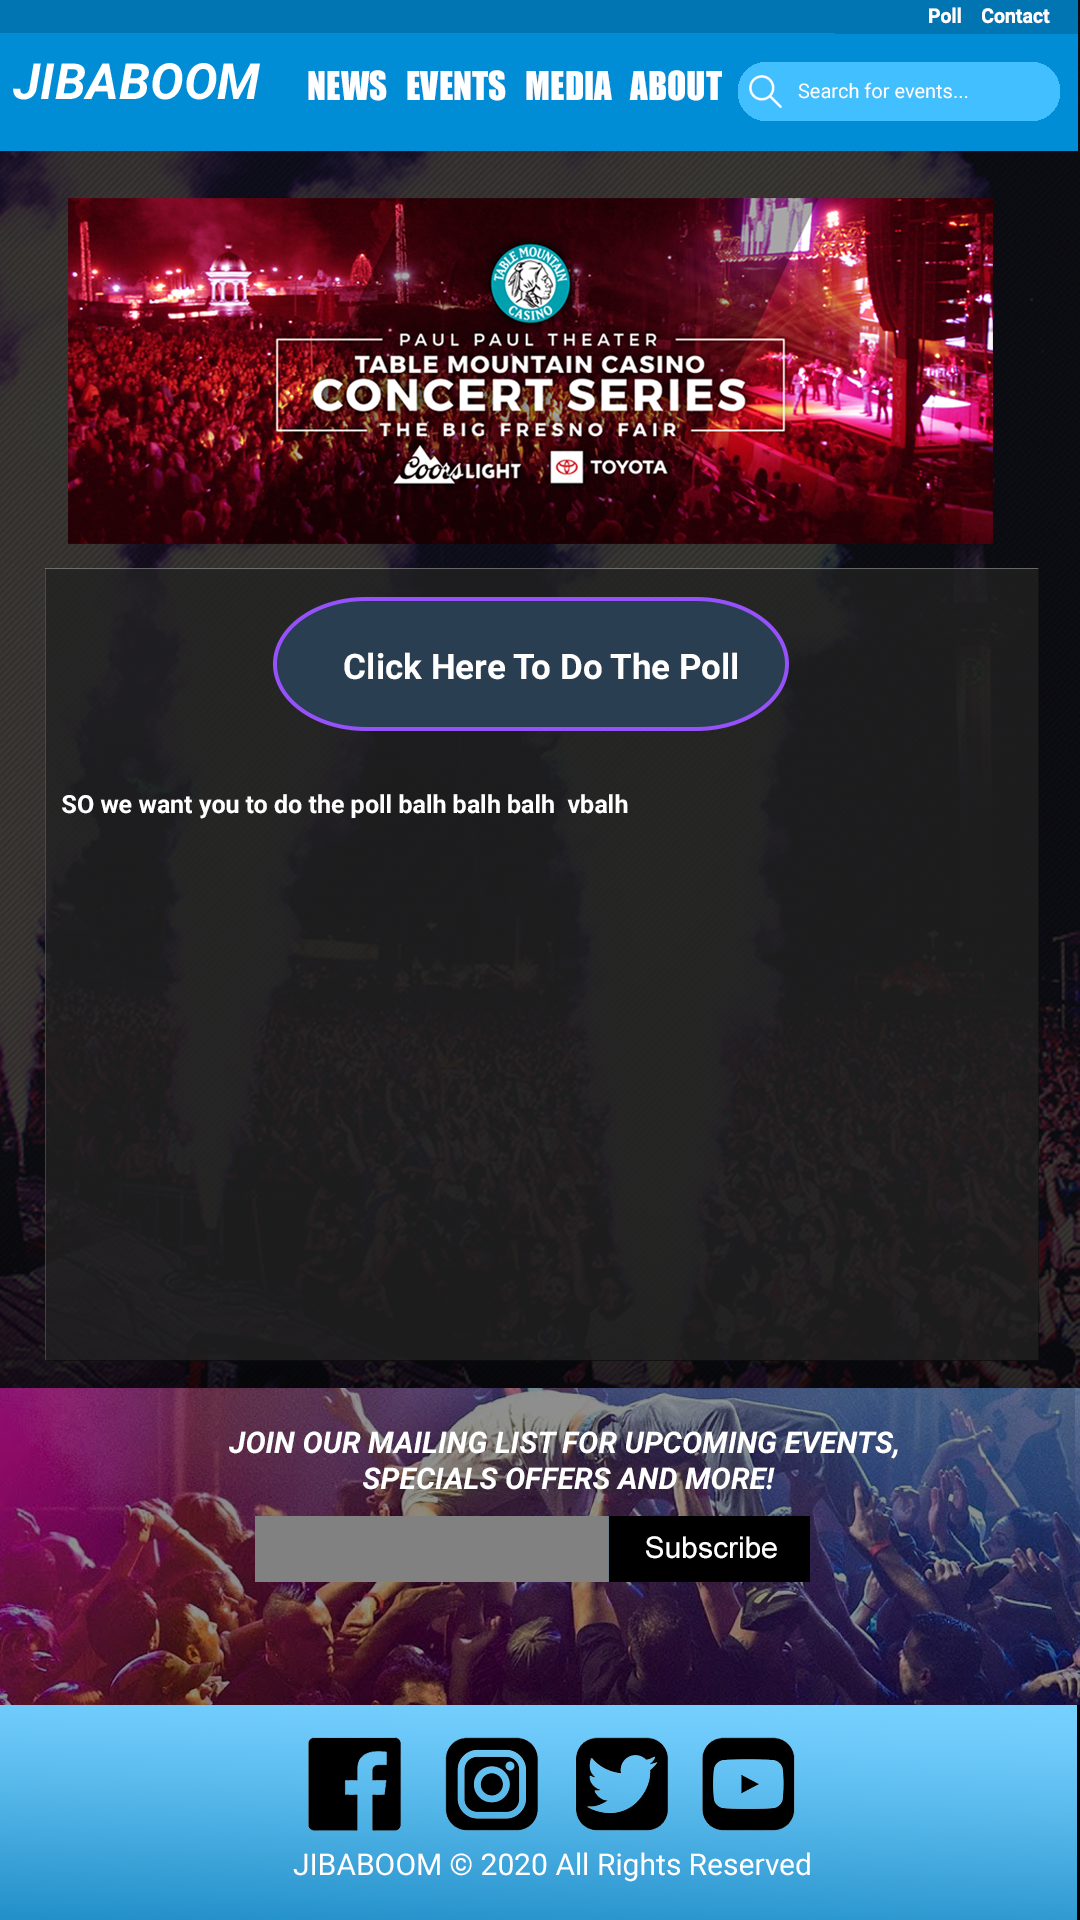 Poll Contact
JIBABOOM NEWS EVENTS MEDIA ABOUT Search for events...
TABLE MOUNTAIN
CASINO
PAUL PAUL THEATER
TABLE MOUNTAIN CASINO
CONCERT SERIES
THE BIG FRESNO FAIR
Coors LIGHT TOYOTA
Click Here To Do The Poll
SO we want you to do the poll balh balh balh  vbalh
JOIN OUR MAILING LIST FOR UPCOMING EVENTS,
SPECIALS OFFERS AND MORE!
Subscribe
JIBABOOM © 2020 All Rights Reserved